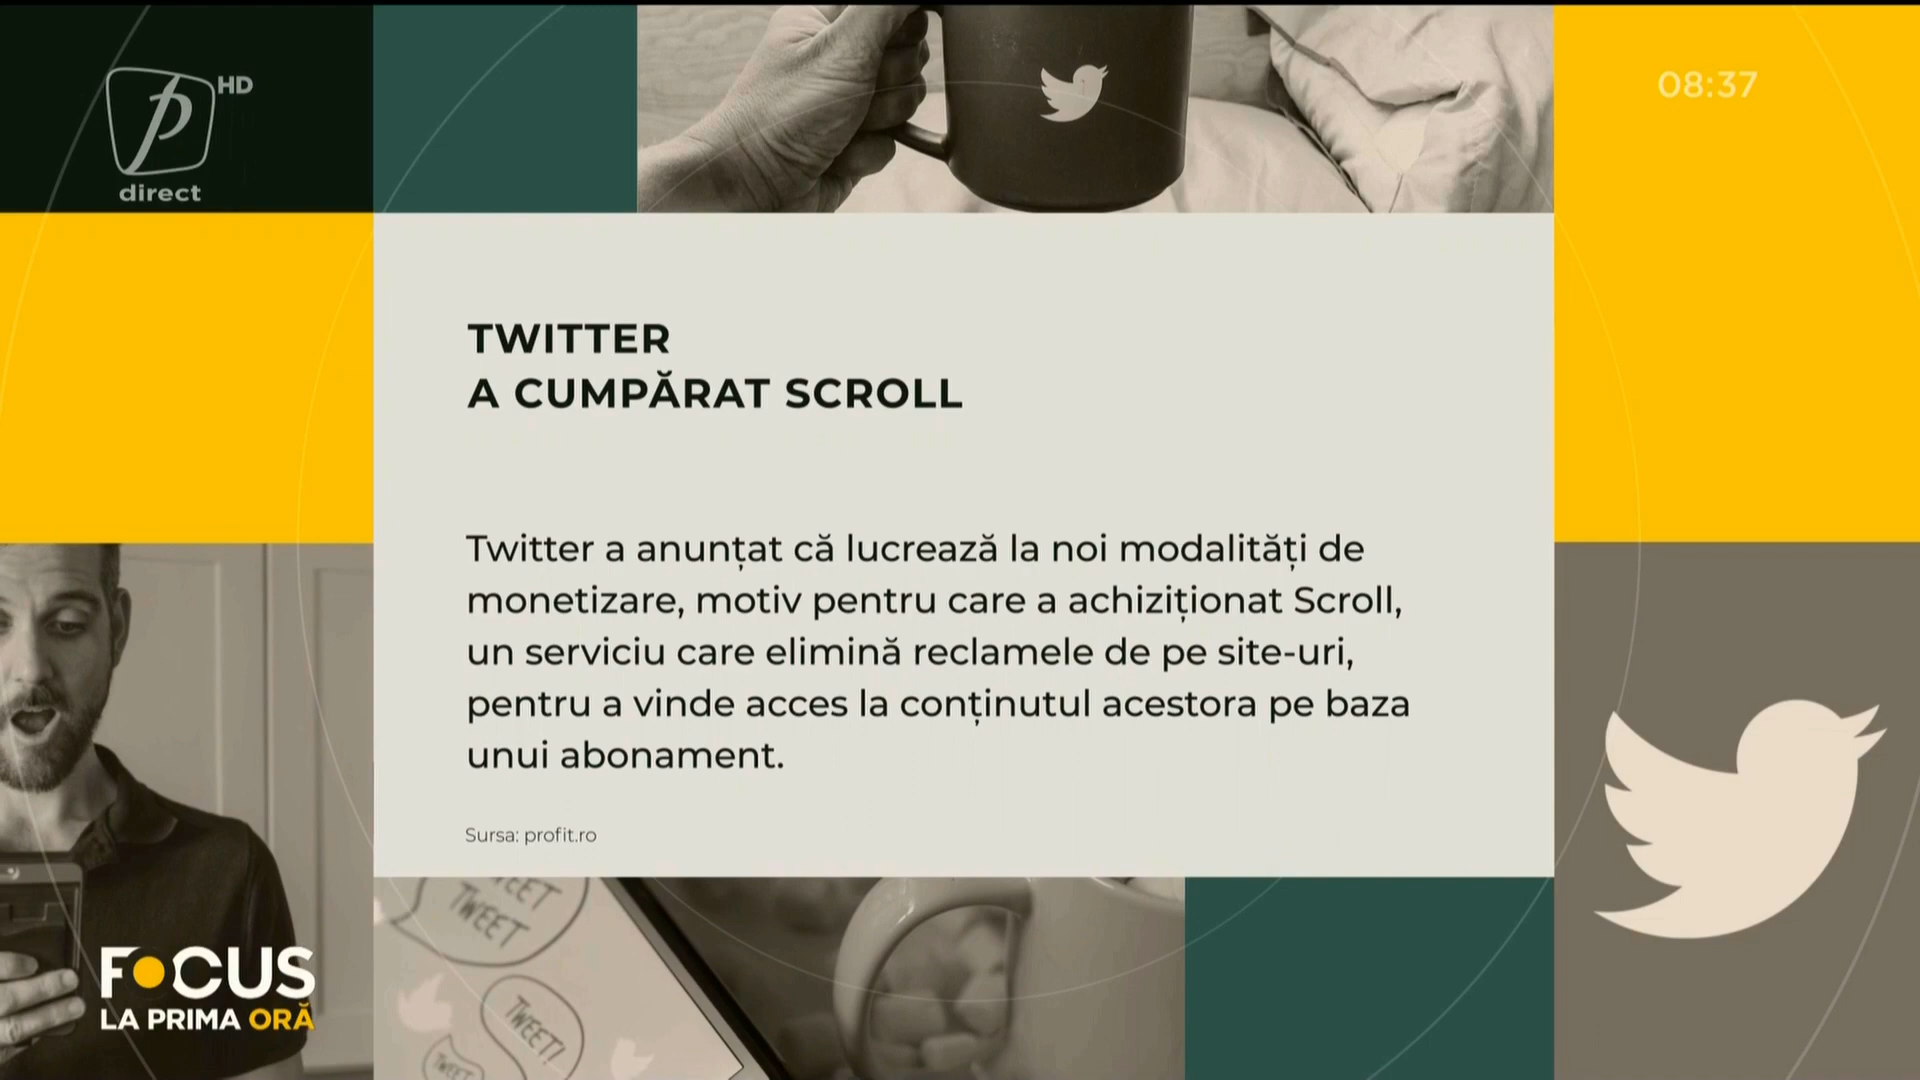 p HD
direct
08:37
TWITTER
A CUMPĂRAT SCROLL
Twitter a anunțat că lucrează la noi modalități de
monetizare, motiv pentru care a achiziționat Scroll,
un serviciu care elimină reclamele de pe site-uri,
pentru a vinde acces la conținutul acestora pe baza
unui abonament.
Sursa: profit.ro
TWEET
TWEET!
TWEET
FOCUS
LA PRIMA ORĂ